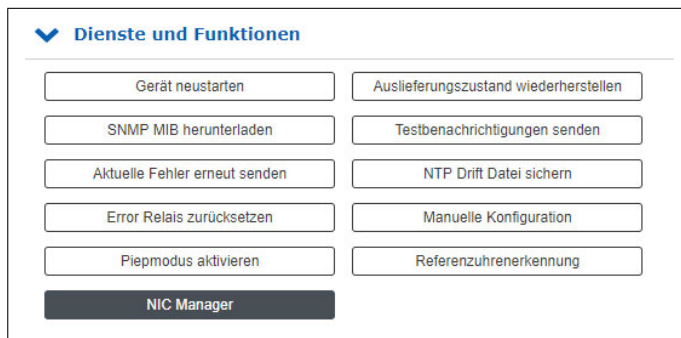 Dienste und Funktionen
Gerät neustarten
Auslieferungszustand wiederherstellen
SNMP MIB herunterladen
Testbenachrichtigungen senden
Aktuelle Fehler erneut senden
NTP Drift Datei sichern
Error Relais zurücksetzen
Manuelle Konfiguration
Piepmodus aktivieren
Referenzuhrenerkennung
NIC Manager